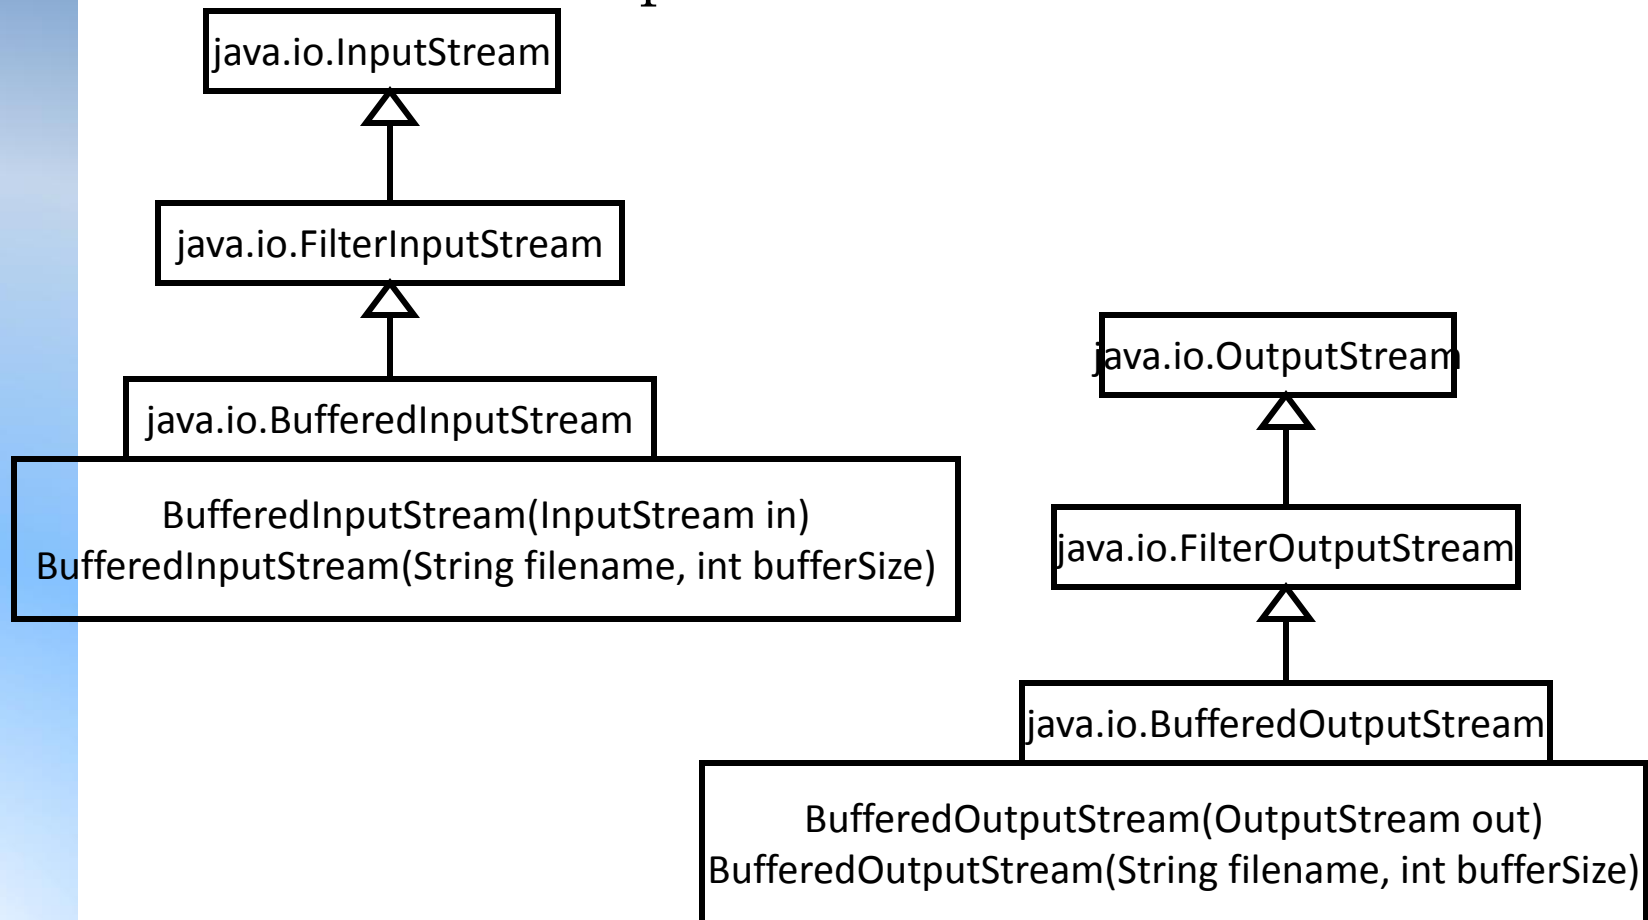 java.io.InputStream
java.io.FilterInputStream
java.io.BufferedInputStream
BufferedInputStream(InputStream in)
BufferedInputStream(String filename, int bufferSize)
java.io.OutputStream
java.io.FilterOutputStream
java.io.BufferedOutputStream
BufferedOutputStream(OutputStream out)
BufferedOutputStream(String filename, int bufferSize)